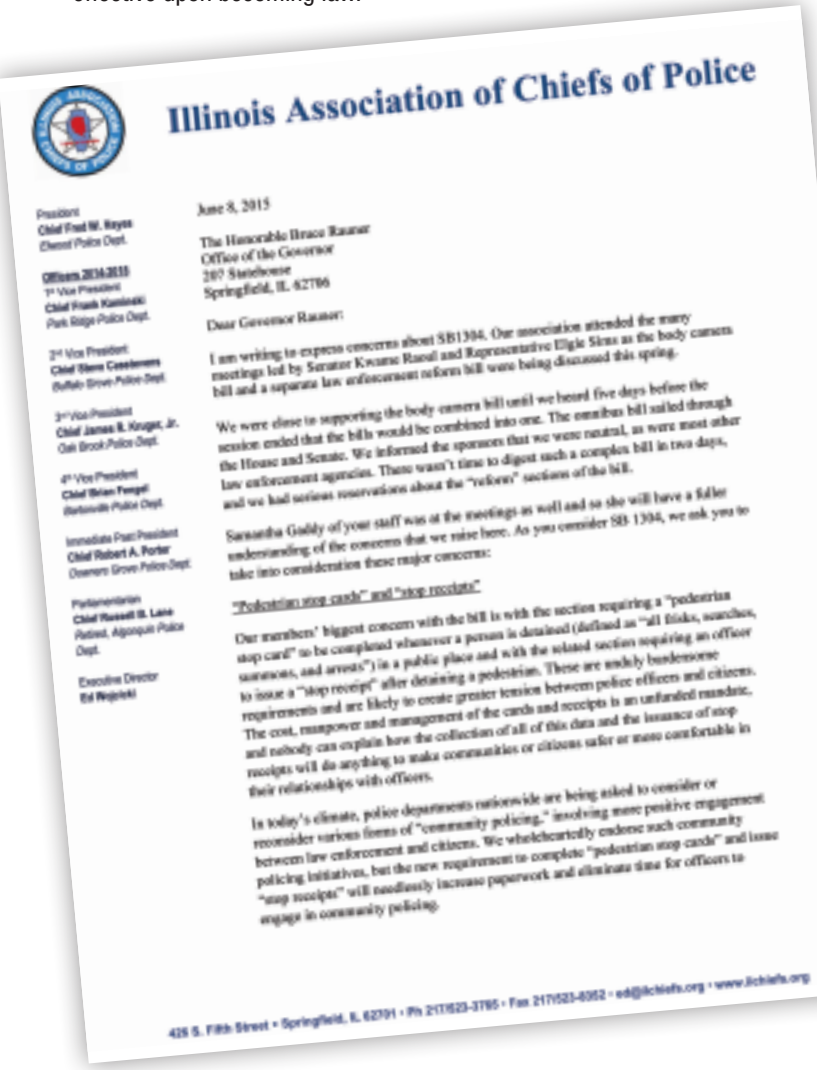 effective upon becoming law.
Illinois Association of Chiefs of Police
ILLINOIS ASSOCIATION
CHIEFS OF POLICE
President
Chief Fred W. Hayes
Elwood Police Dept.
Officers 2014-2015
1st Vice President
Chief Frank Kaminski
Park Ridge Police Dept.
2nd Vice President
Chief Steve Casstevens
Buffalo Grove Police Dept.
3rd Vice President
Chief James R. Kruger, Jr.
Oak Brook Police Dept.
4th Vice President
Chief Brian Fengel
Bartonville Police Dept.
Immediate Past President
Chief Robert A. Porter
Downers Grove Police Dept.
Parliamentarian
Chief Russell B. Laine
Retired, Algonquin Police
Dept.
Executive Director
Ed Wojcicki
June 8, 2015
The Honorable Bruce Rauner
Office of the Governor
207 Statehouse
Springfield, IL 62706
Dear Governor Rauner:
I am writing to express concerns about SB1304. Our association attended the many
meetings led by Senator Kwame Raoul and Representative Elgie Sims as the body camera
bill and a separate law enforcement reform bill were being discussed this spring.
We were close to supporting the body camera bill until we heard five days before the
session ended that the bills would be combined into one. The omnibus bill sailed through
the House and Senate. We informed the sponsors that we were neutral, as were most other
law enforcement agencies. There wasn't time to digest such a complex bill in two days,
and we had serious reservations about the "reform" sections of the bill.
Samantha Gaddy of your staff was at the meetings as well and so she will have a fuller
understanding of the concerns that we raise here. As you consider SB 1304, we ask you to
take into consideration these major concerns:
"Pedestrian stop cards" and "stop receipts"
Our members' biggest concern with the bill is with the section requiring a "pedestrian
stop card" to be completed whenever a person is detained (defined as "all frisks, searches,
summons, and arrests") in a public place and with the related section requiring an officer
to issue a "stop receipt" after detaining a pedestrian. These are unduly burdensome
requirements and are likely to create greater tension between police officers and citizens.
The cost, manpower and management of the cards and receipts is an unfunded mandate,
and nobody can explain how the collection of all of this data and the issuance of stop
receipts will do anything to make communities or citizens safer or more comfortable in
their relationships with officers.
In today's climate, police departments nationwide are being asked to consider or
reconsider various forms of "community policing," involving more positive engagement
between law enforcement and citizens. We wholeheartedly endorse such community
policing initiatives, but the new requirement to complete "pedestrian stop cards" and issue
"stop receipts" will needlessly increase paperwork and eliminate time for officers to
engage in community policing.
426 S. Fifth Street • Springfield, IL 62701 • Ph 217/523-3765 • Fax 217/523-8352 • ed@ilchiefs.org • www.ilchiefs.org